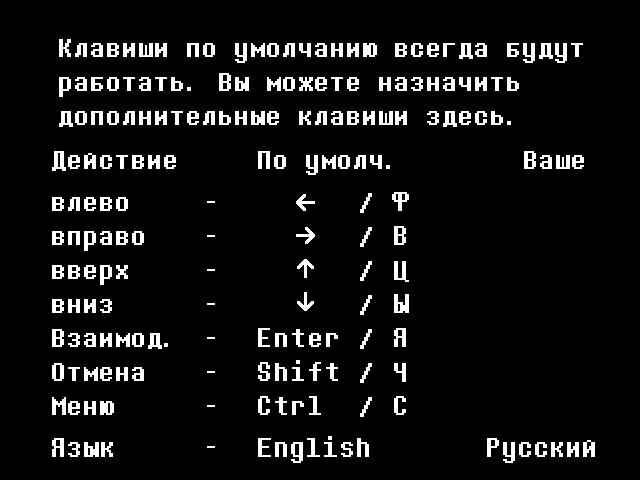 Клавиши по умолчанию всегда будут
работать. Вы можете назначить
дополнительные клавиши здесь.
Действие По умолч. Ваше
влево - ← / Ф
вправо - → / В
вверх - ↑ / Ц
вниз - ↓ / Ы
Взаимод. - Enter / Я
Отмена - Shift / Ч
Меню - Ctrl / С
Язык - English Русский